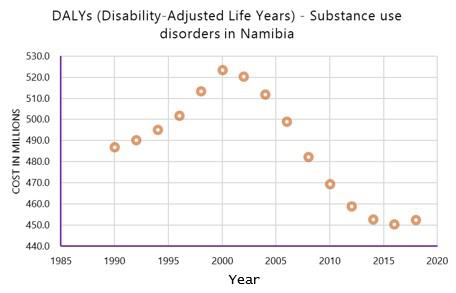 DALYs (Disability-Adjusted Life Years) - Substance use
disorders in Namibia
530.0
520.0
510.0
500.0
490.0
480.0
470.0
460.0
450.0
440.0
COST IN MILLIONS
1985 1990 1995 2000 2005 2010 2015 2020
Year